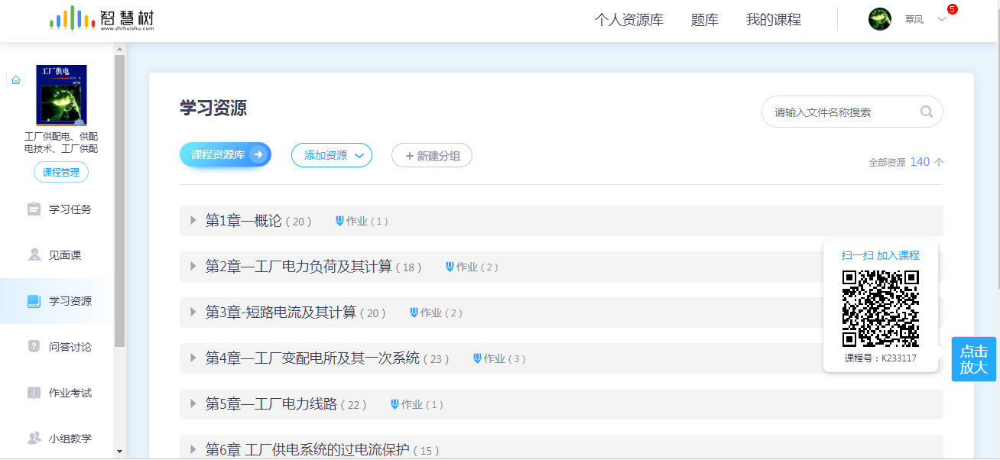 智慧树
www.zhihuishu.com
个人资源库 题库 我的课程
覃凤
5
工厂供电
工厂供配电、供配
电技术、工厂供配
课程管理
学习任务
见面课
学习资源
问答讨论
作业考试
小组教学
学习资源
请输入文件名称搜索
课程资源库 添加资源 + 新建分组
全部资源 140 个
第1章—概论 ( 20 ) 作业 ( 1 )
第2章—工厂电力负荷及其计算 ( 18 ) 作业 ( 2 )
第3章-短路电流及其计算 ( 20 ) 作业 ( 2 )
第4章—工厂变配电所及其一次系统 ( 23 ) 作业 ( 3 )
第5章—工厂电力线路 ( 22 ) 作业 ( 1 )
第6章 工厂供电系统的过电流保护 ( 15 )
扫一扫 加入课程
课程号：K233117
点击
放大